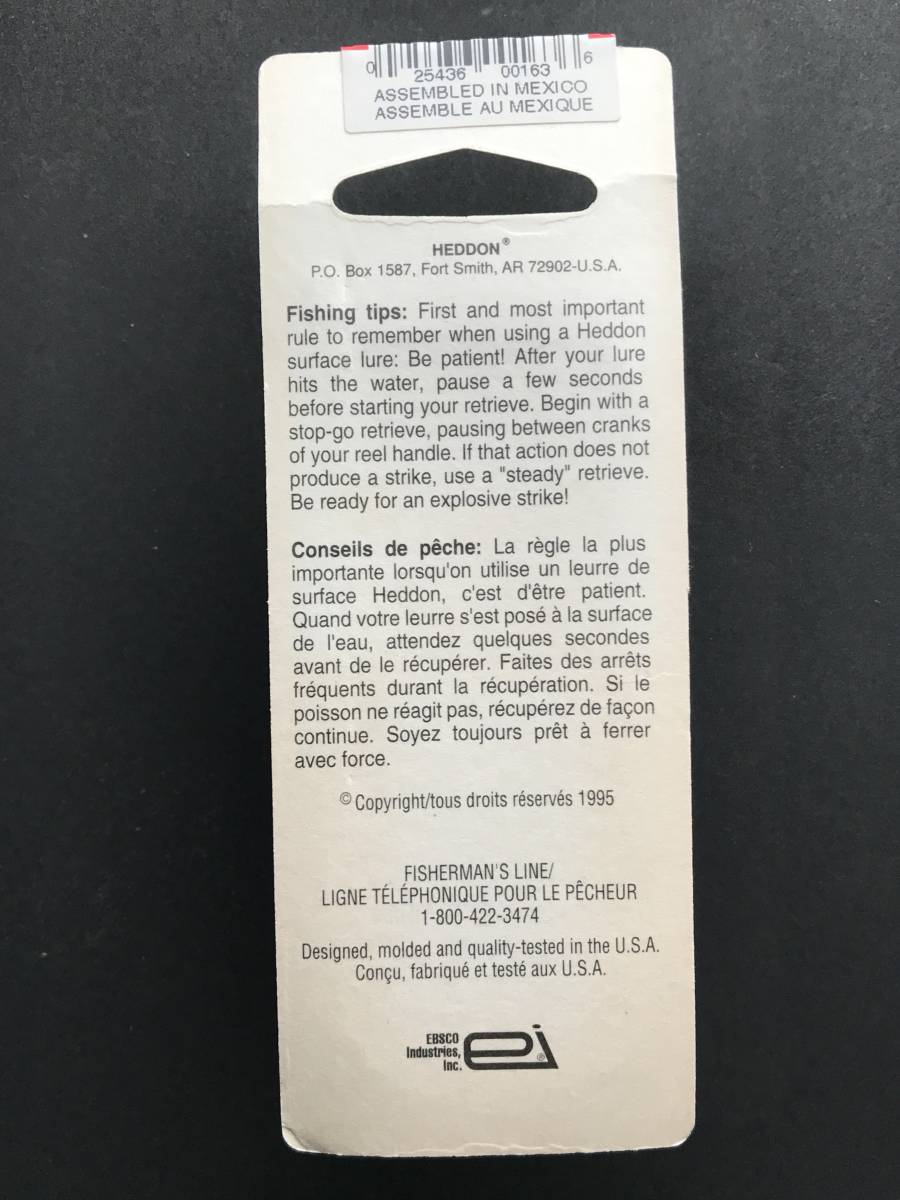 0 25436 00163 6
ASSEMBLED IN MEXICO
ASSEMBLE AU MEXIQUE
HEDDON®
P.O. Box 1587, Fort Smith, AR 72902-U.S.A.
Fishing tips: First and most important
rule to remember when using a Heddon
surface lure: Be patient! After your lure
hits the water, pause a few seconds
before starting your retrieve. Begin with a
stop-go retrieve, pausing between cranks
of your reel handle. If that action does not
produce a strike, use a "steady" retrieve.
Be ready for an explosive strike!
Conseils de pêche: La règle la plus
importante lorsqu'on utilise un leurre de
surface Heddon, c'est d'être patient.
Quand votre leurre s'est posé à la surface
de l'eau, attendez quelques secondes
avant de le récupérer. Faites des arrêts
fréquents durant la récupération. Si le
poisson ne réagit pas, récupérez de façon
continue. Soyez toujours prêt à ferrer
avec force.
© Copyright/tous droits réservés 1995
FISHERMAN'S LINE/
LIGNE TÉLÉPHONIQUE POUR LE PÊCHEUR
1-800-422-3474
Designed, molded and quality-tested in the U.S.A.
Conçu, fabriqué et testé aux U.S.A.
EBSCO
Industries,
Inc.
ei®